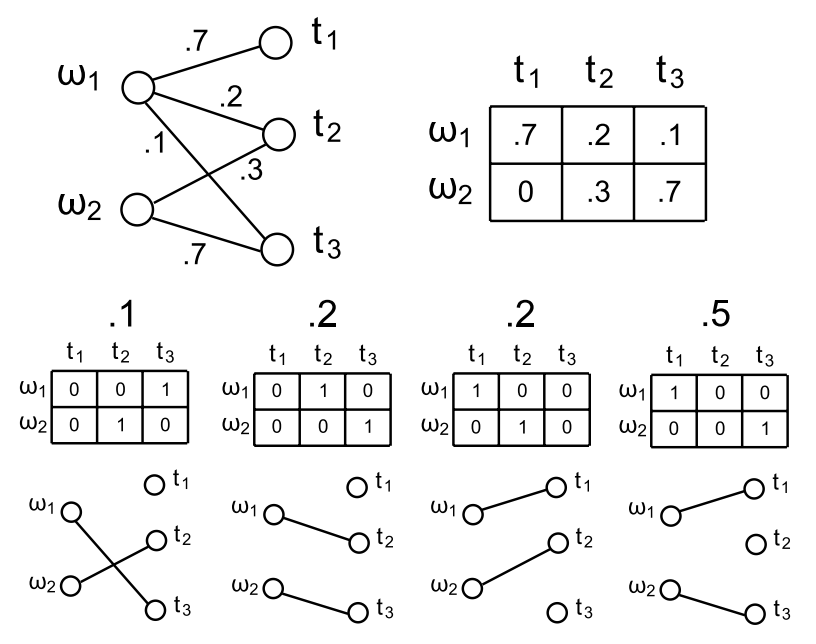 .7 t₁
ω₁ .2
t₂
.1 .3
ω₂
t₃
.7
t₁ t₂ t₃
ω₁ .7 .2 .1
ω₂ 0 .3 .7
.1 .2 .2 .5
t₁ t₂ t₃
ω₁ 0 0 1
ω₂ 0 1 0
t₁ t₂ t₃
ω₁ 0 1 0
ω₂ 0 0 1
t₁ t₂ t₃
ω₁ 1 0 0
ω₂ 0 1 0
t₁ t₂ t₃
ω₁ 1 0 0
ω₂ 0 0 1
t₁
ω₁
t₂
ω₂
t₃
t₁
ω₁
t₂
ω₂
t₃
t₁
ω₁
t₂
ω₂
t₃
t₁
ω₁
t₂
ω₂
t₃